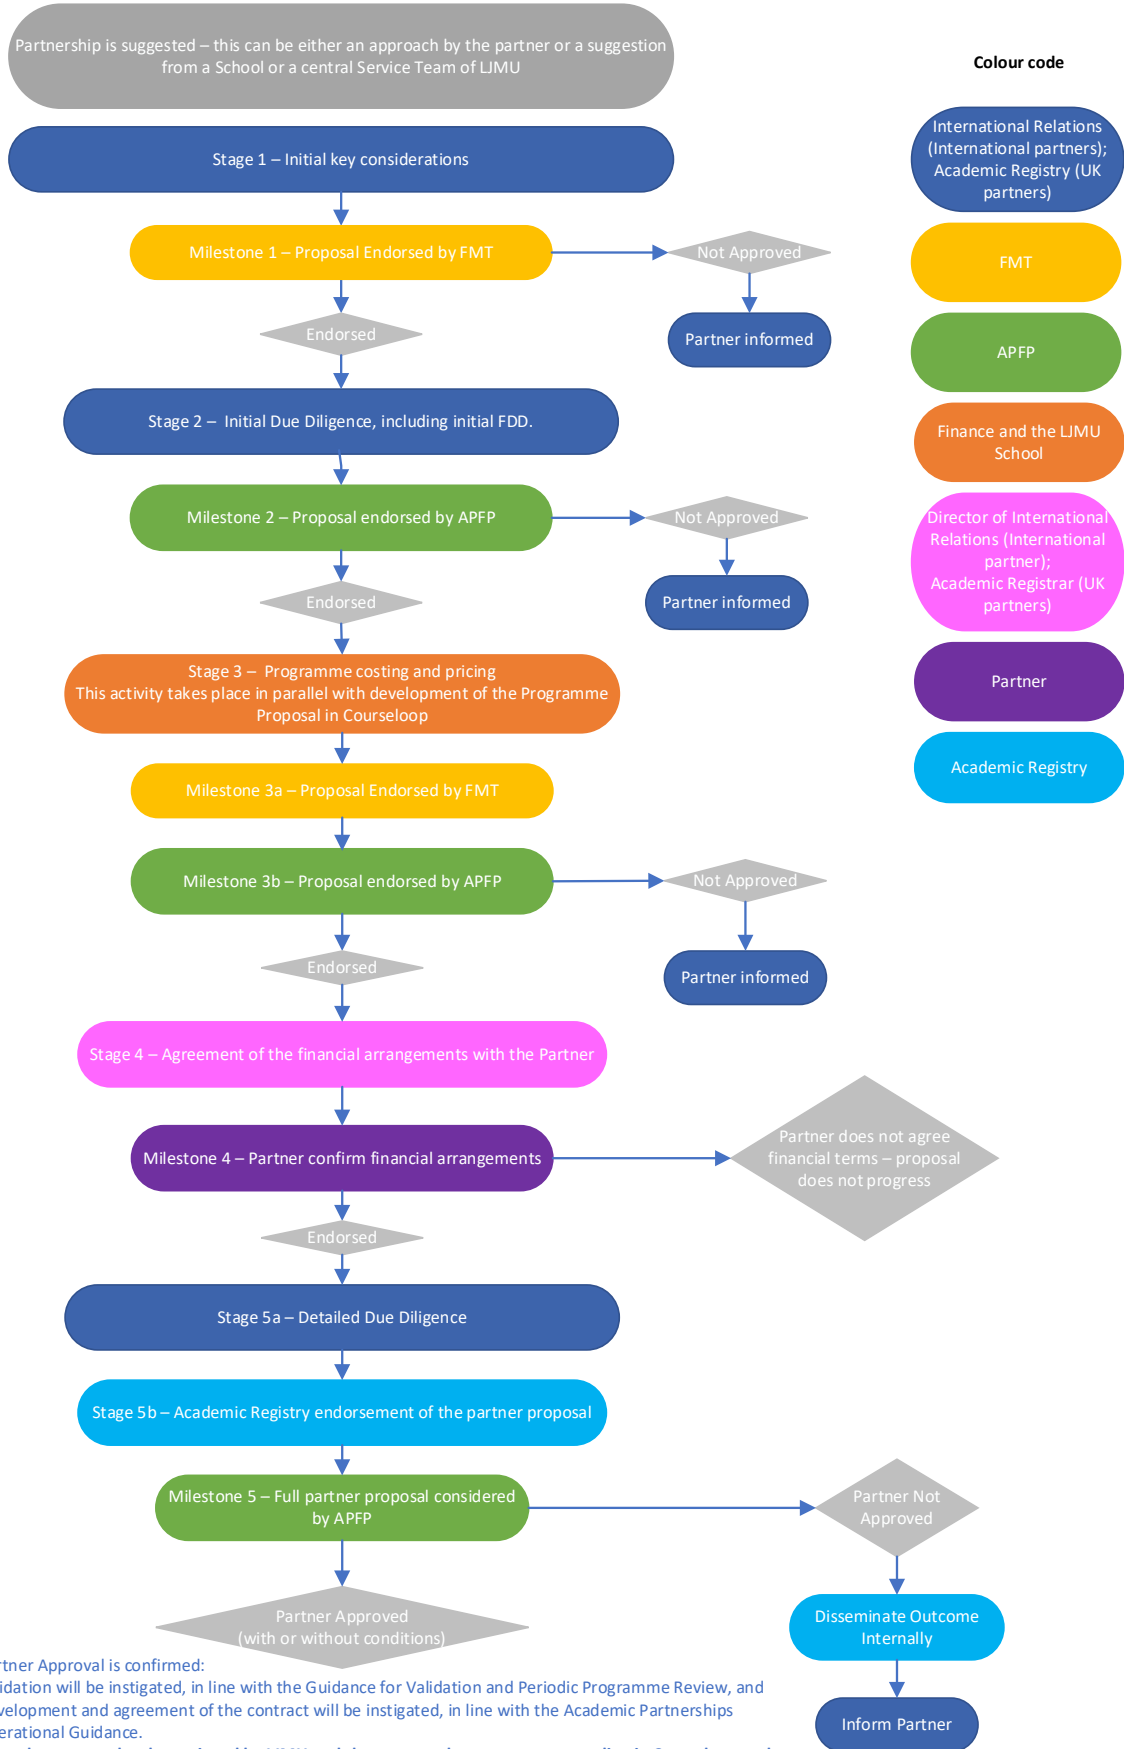 Partnership is suggested – this can be either an approach by the partner or a suggestion
from a School or a central Service Team of LJMU
Stage 1 – Initial key considerations
Milestone 1 – Proposal Endorsed by FMT
Not Approved
Partner informed
Endorsed
Stage 2 – Initial Due Diligence, including initial FDD.
Milestone 2 – Proposal endorsed by APFP
Not Approved
Partner informed
Endorsed
Stage 3 – Programme costing and pricing
This activity takes place in parallel with development of the Programme
Proposal in Courseloop
Milestone 3a – Proposal Endorsed by FMT
Milestone 3b – Proposal endorsed by APFP
Not Approved
Partner informed
Endorsed
Stage 4 – Agreement of the financial arrangements with the Partner
Milestone 4 – Partner confirm financial arrangements
Partner does not agree
financial terms – proposal
does not progress
Endorsed
Stage 5a – Detailed Due Diligence
Stage 5b – Academic Registry endorsement of the partner proposal
Milestone 5 – Full partner proposal considered
by APFP
Partner Not
Approved
Disseminate Outcome
Internally
Inform Partner
Partner Approved
(with or without conditions)
Approval is confirmed:
will be instigated, in line with the Guidance for Validation and Periodic Programme Review, and
and agreement of the contract will be instigated, in line with the Academic Partnerships
Guidance.
Colour code
International Relations
(International partners);
Academic Registry (UK
partners)
FMT
APFP
Finance and the LJMU
School
Director of International
Relations (International
partner);
Academic Registrar (UK
partners)
Partner
Academic Registry